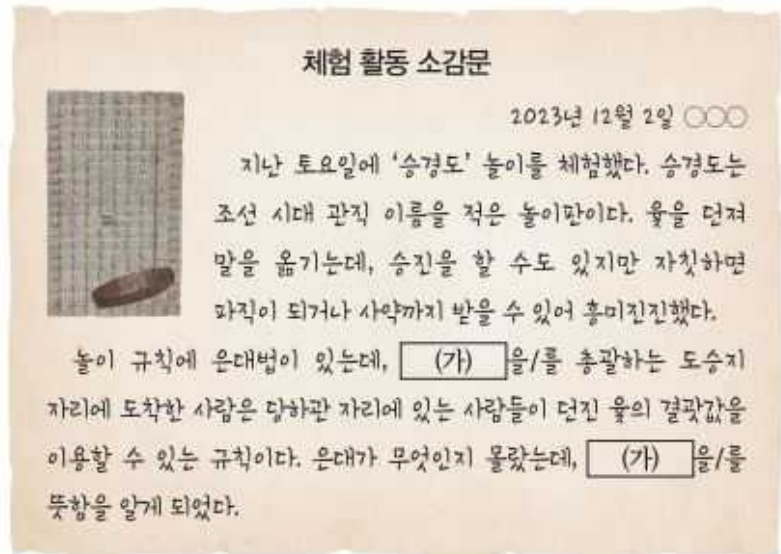 체험 활동 소감문
2023년 12월 2일 ○○○
지난 토요일에 '승경도' 놀이를 체험했다. 승경도는
조선 시대 관직 이름을 적은 놀이판이다. 윷을 던져
말을 옮기는데, 승진을 할 수도 있지만 자칫하면
파직이 되거나 사약까지 받을 수 있어 흥미진진했다.
놀이 규칙에 은대법이 있는데, (가) 을/를 총괄하는 도승지
자리에 도착한 사람은 당하관 자리에 있는 사람들이 던진 윷의 결괏값을
이용할 수 있는 규칙이다. 은대가 무엇인지 몰랐는데, (가) 을/를
뜻함을 알게 되었다.